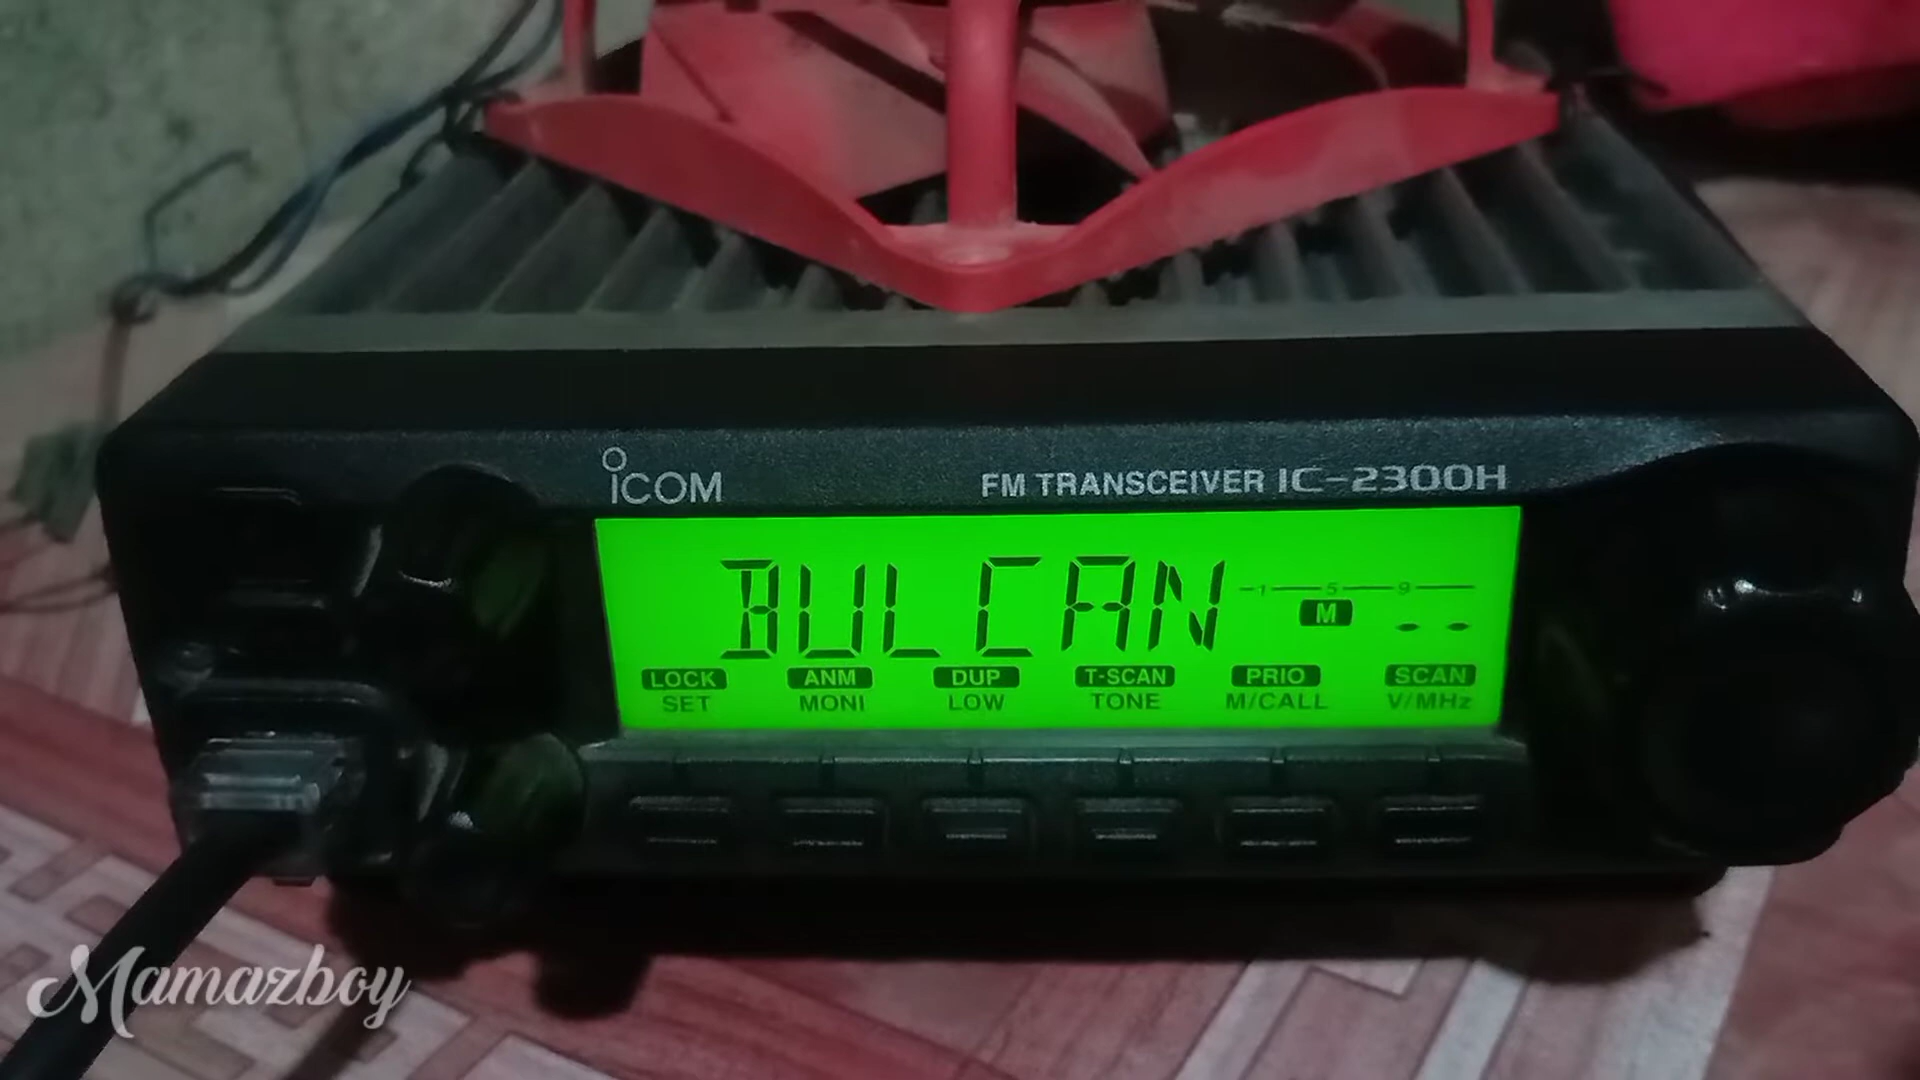 ICOM
FM TRANSCEIVER IC-2300H
BULCAN
1 5 9
M
--
LOCK ANM DUP T-SCAN PRIO SCAN
SET MONI LOW TONE M/CALL V/MHz
Mamazboy